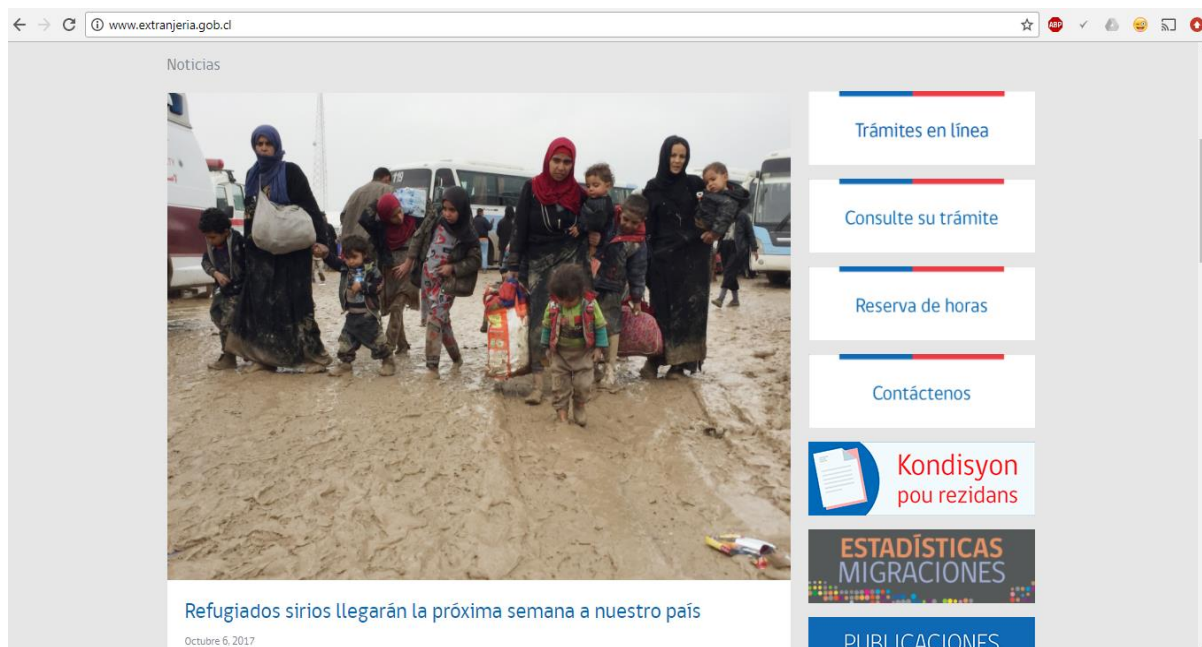 www.extranjeria.gob.cl
ABP
Noticias
Trámites en línea
Consulte su trámite
Reserva de horas
Contáctenos
Kondisyon
pou rezidans
ESTADÍSTICAS
MIGRACIONES
PUBLICACIONES
Refugiados sirios llegarán la próxima semana a nuestro país
Octubre 6, 2017